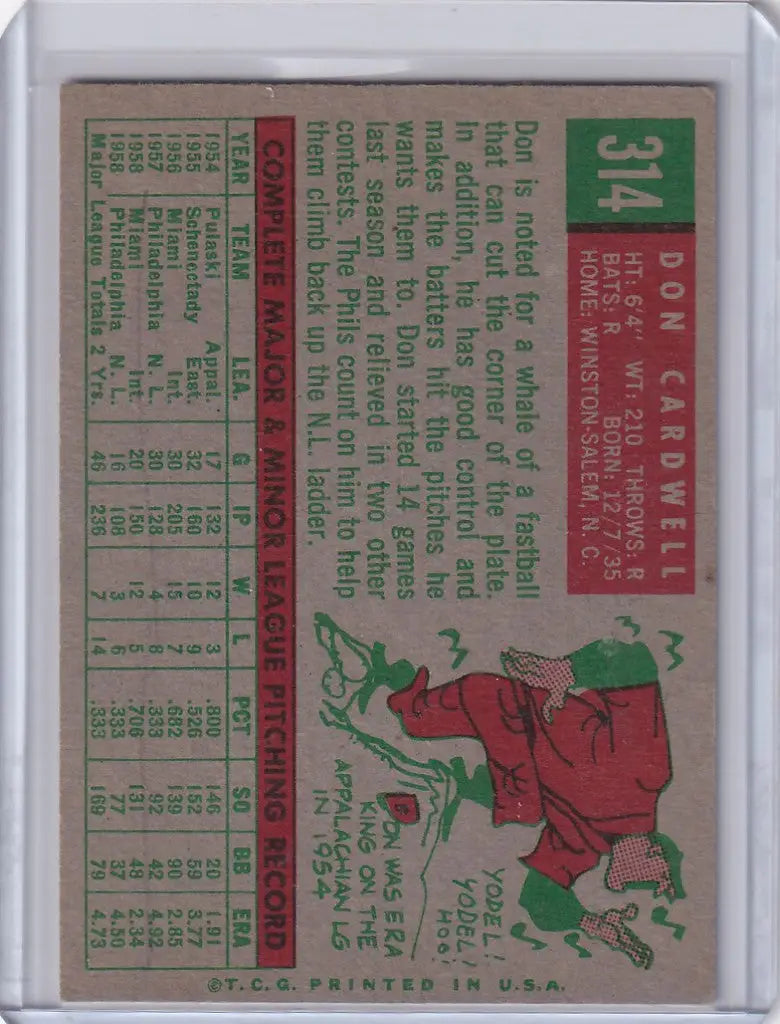 314
DON CARDWELL
HT: 6'4" WT: 210 THROWS: R
BATS: R BORN: 12/7/35
HOME: WINSTON-SALEM, N. C.
Don is noted for a whale of a fastball
that can cut the corner of the plate.
In addition, he has good control and
makes the batters hit the pitches he
wants them to. Don started 14 games
last season and relieved in two other
contests. The Phils count on him to help
them climb back up the N.L. ladder.
YODEL!!
YODEL!
HOO!
DON WAS ERA
KING ON THE
APPALACHIAN LG
IN 1954
COMPLETE MAJOR & MINOR LEAGUE PITCHING RECORD
YEAR TEAM LEA. G IP W L PCT SO BB ERA
1954 Pulaski Appal. 17 132 12 3 .800 146 20 1.91
1955 Schenectady East. 32 160 10 9 .526 152 59 3.77
1956 Miami Int. 30 205 15 7 .682 139 90 2.85
1957 Philadelphia N. L. 30 128 4 8 .333 92 42 4.92
1958 Miami Int. 20 150 12 5 .706 131 48 2.34
1958 Philadelphia N. L. 16 108 3 6 .333 77 37 4.50
Major League Totals 2 Yrs. 46 236 7 14 .333 169 79 4.73
©T. C. G. PRINTED IN U.S.A.